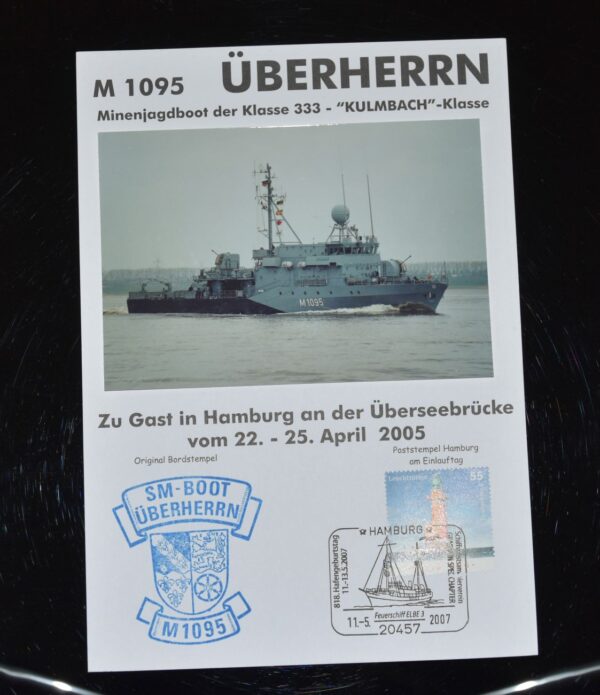 M 1095 ÜBERHERRN
Minenjagdboot der Klasse 333 - “KULMBACH”-Klasse
M1095
Zu Gast in Hamburg an der Überseebrücke
vom 22. - 25. April 2005
Original Bordstempel
Poststempel Hamburg
am Einlauftag
SM-BOOT
ÜBERHERRN
M1095
Leuchttürme
55
HAMBURG
818. Hafengeburtstag
11.-13.5.2007
Feuerschiff ELBE 3
11.-5. 2007
20457